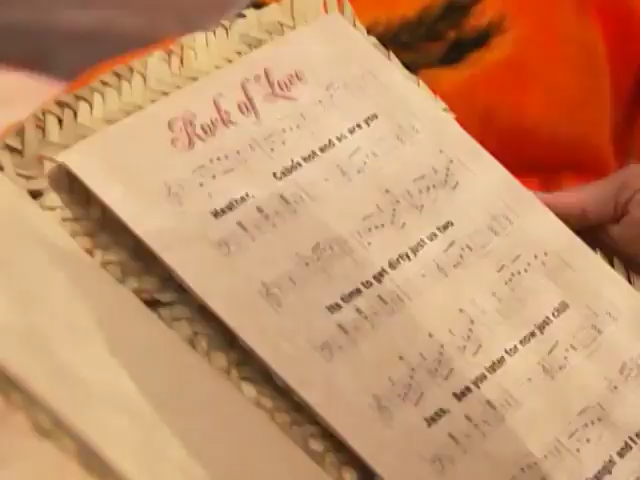 Rock of Love
Heather, Cabo's hot and so are you
Its time to get dirty just us two
Jess, See you later for now just chill
and I